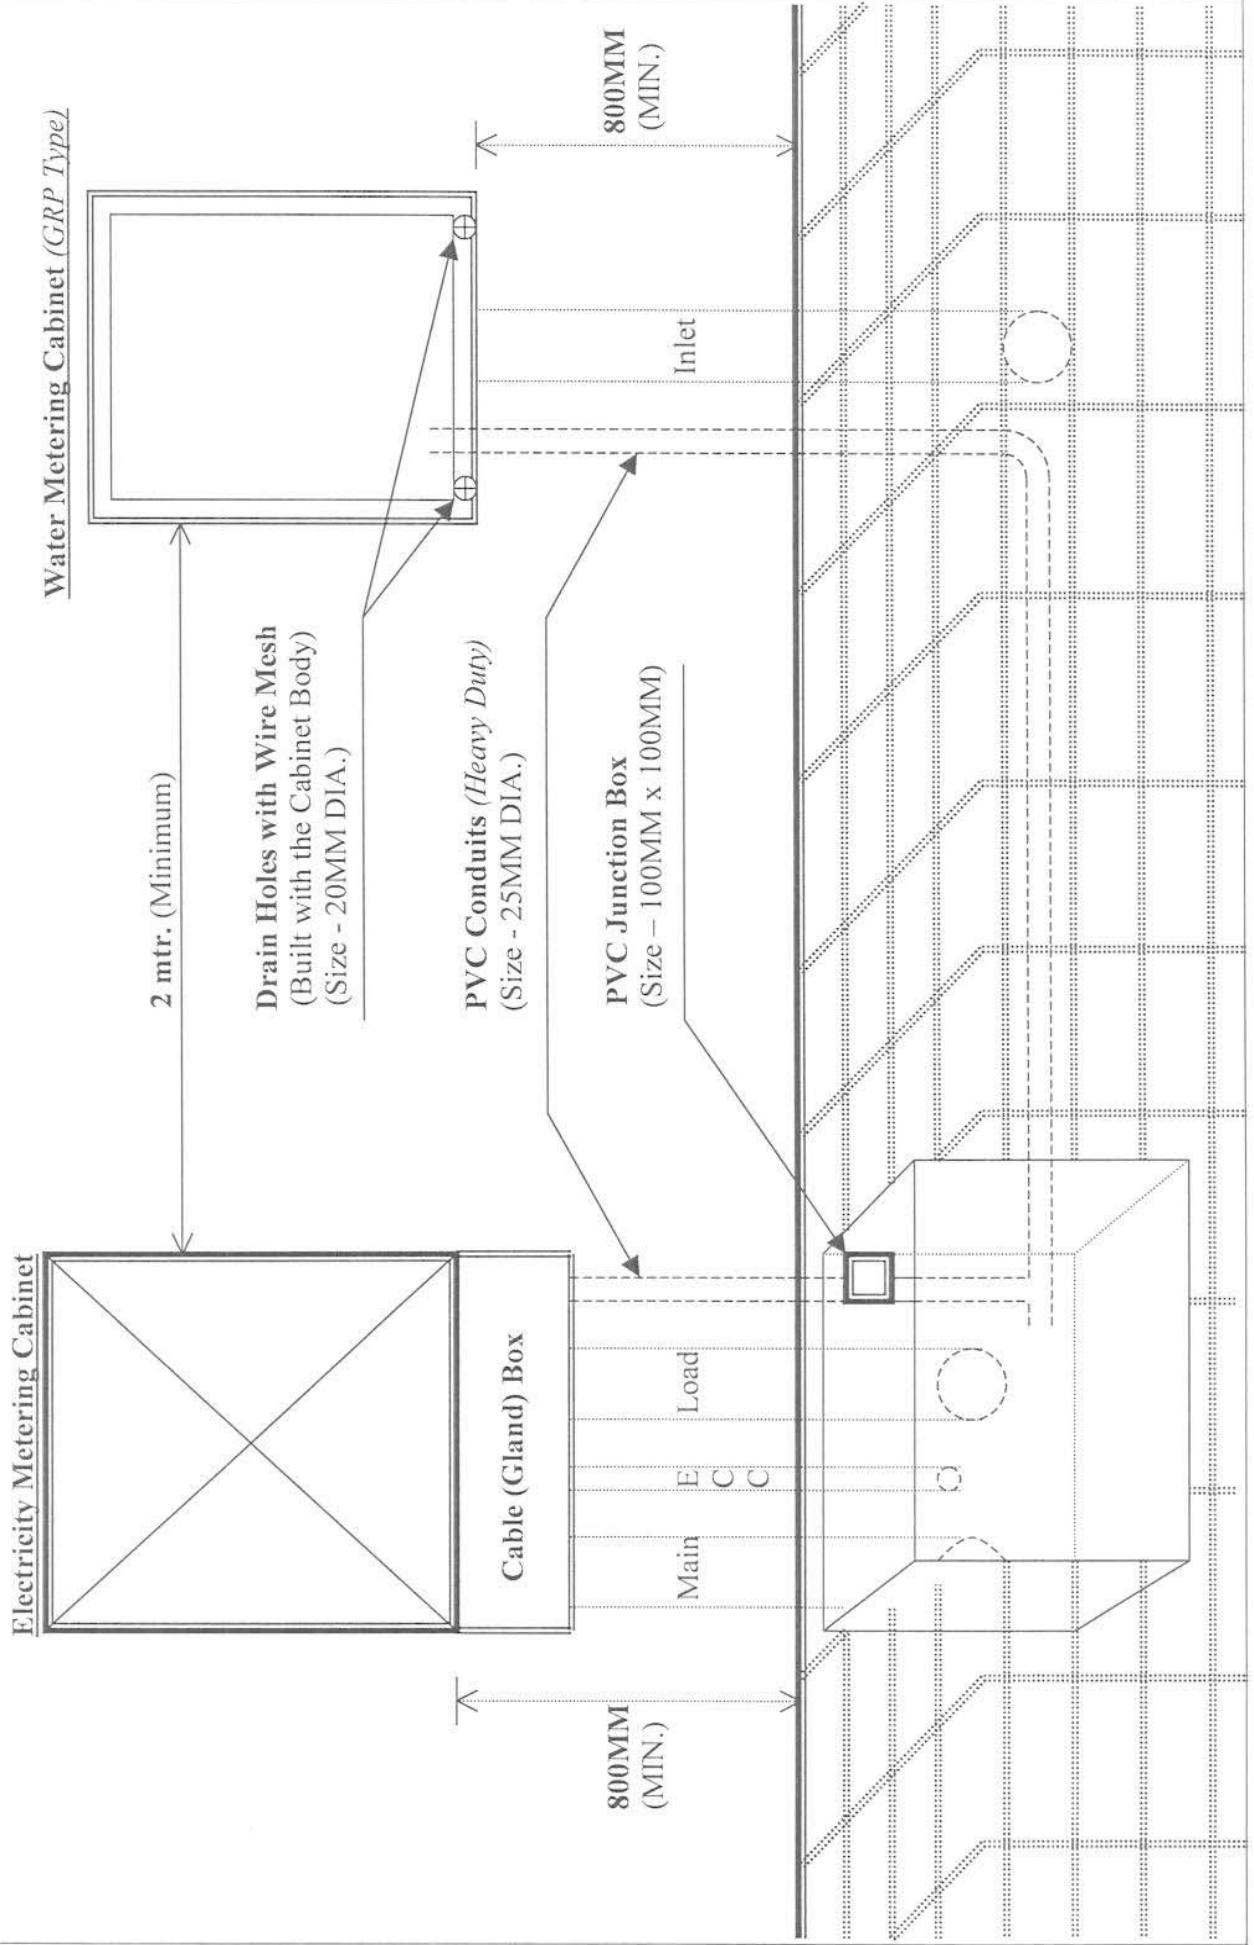 Electricity Metering Cabinet
Water Metering Cabinet (GRP Type)
2 mtr. (Minimum)
Drain Holes with Wire Mesh
(Built with the Cabinet Body)
(Size - 20MM DIA.)
Cable (Gland) Box
PVC Conduits (Heavy Duty)
(Size - 25MM DIA.)
800MM
(MIN.)
Main
E
C
C
Load
PVC Junction Box
(Size – 100MM x 100MM)
Inlet
800MM
(MIN.)